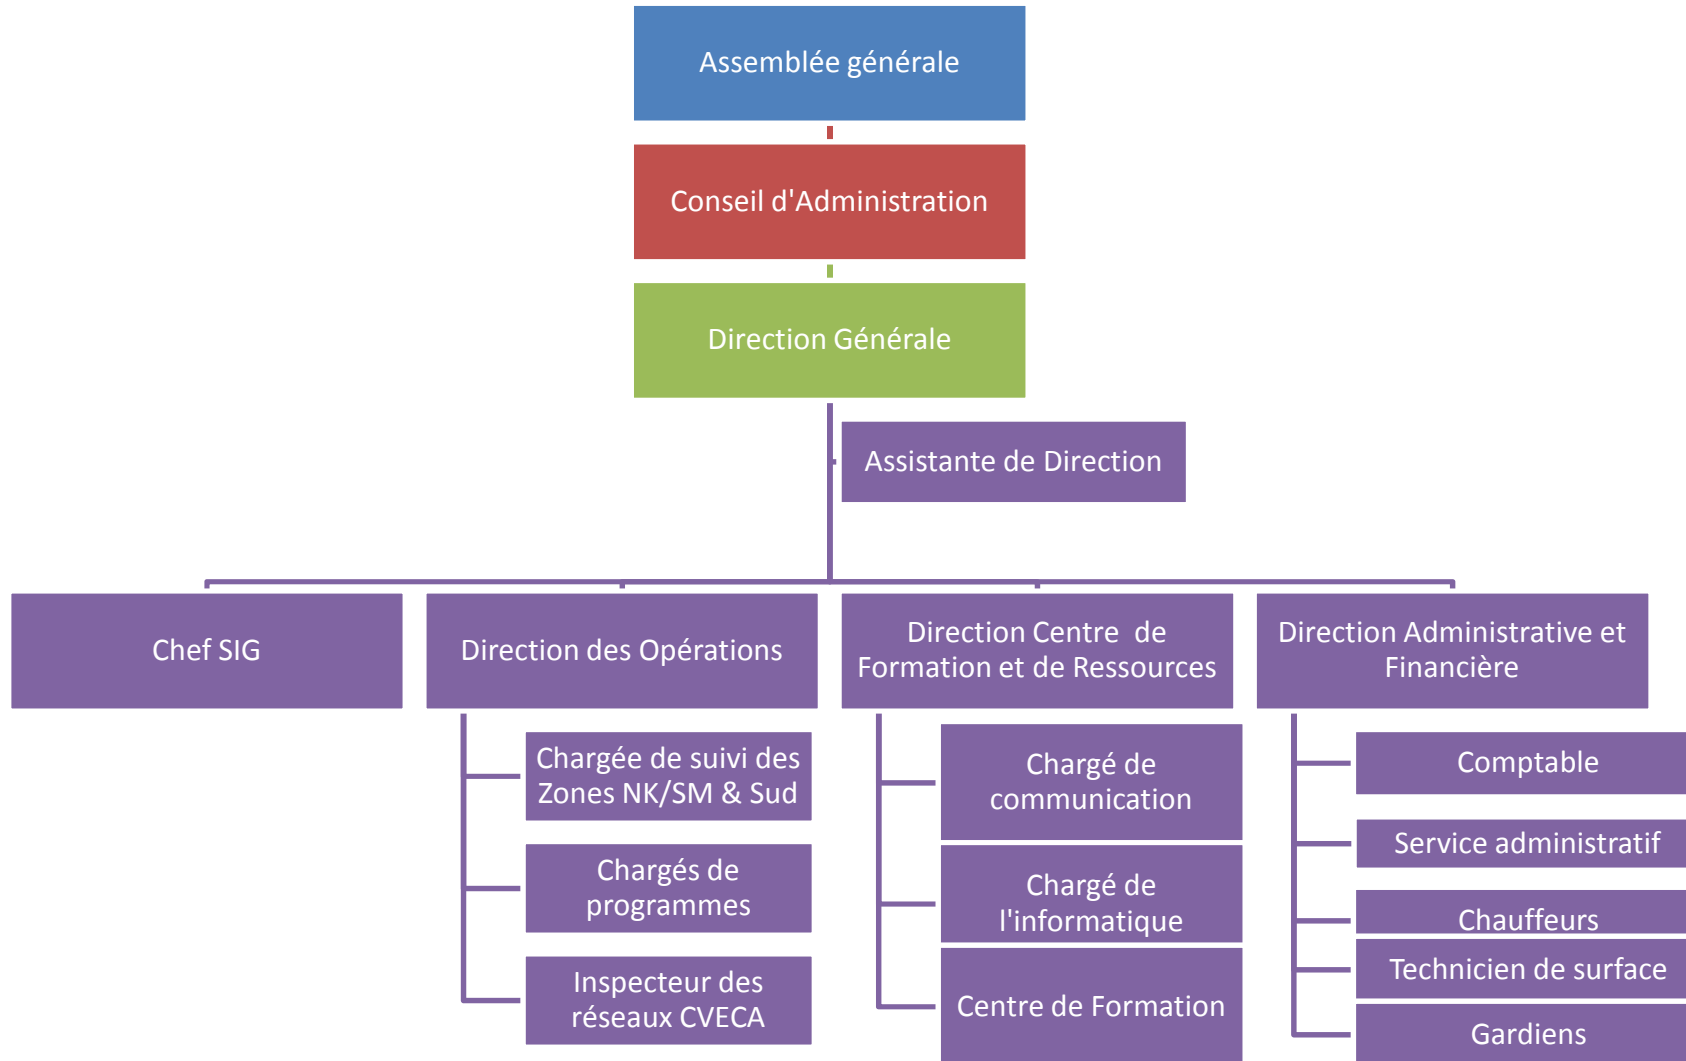 Assemblée générale
Conseil d'Administration
Direction Générale
Assistante de Direction
Chef SIG
Direction des Opérations
Chargée de suivi des
Zones NK/SM & Sud
Chargés de
programmes
Inspecteur des
réseaux CVECA
Direction Centre de
Formation et de Ressources
Chargé de
communication
Chargé de
l'informatique
Centre de Formation
Direction Administrative et
Financière
Comptable
Service administratif
Chauffeurs
Technicien de surface
Gardiens